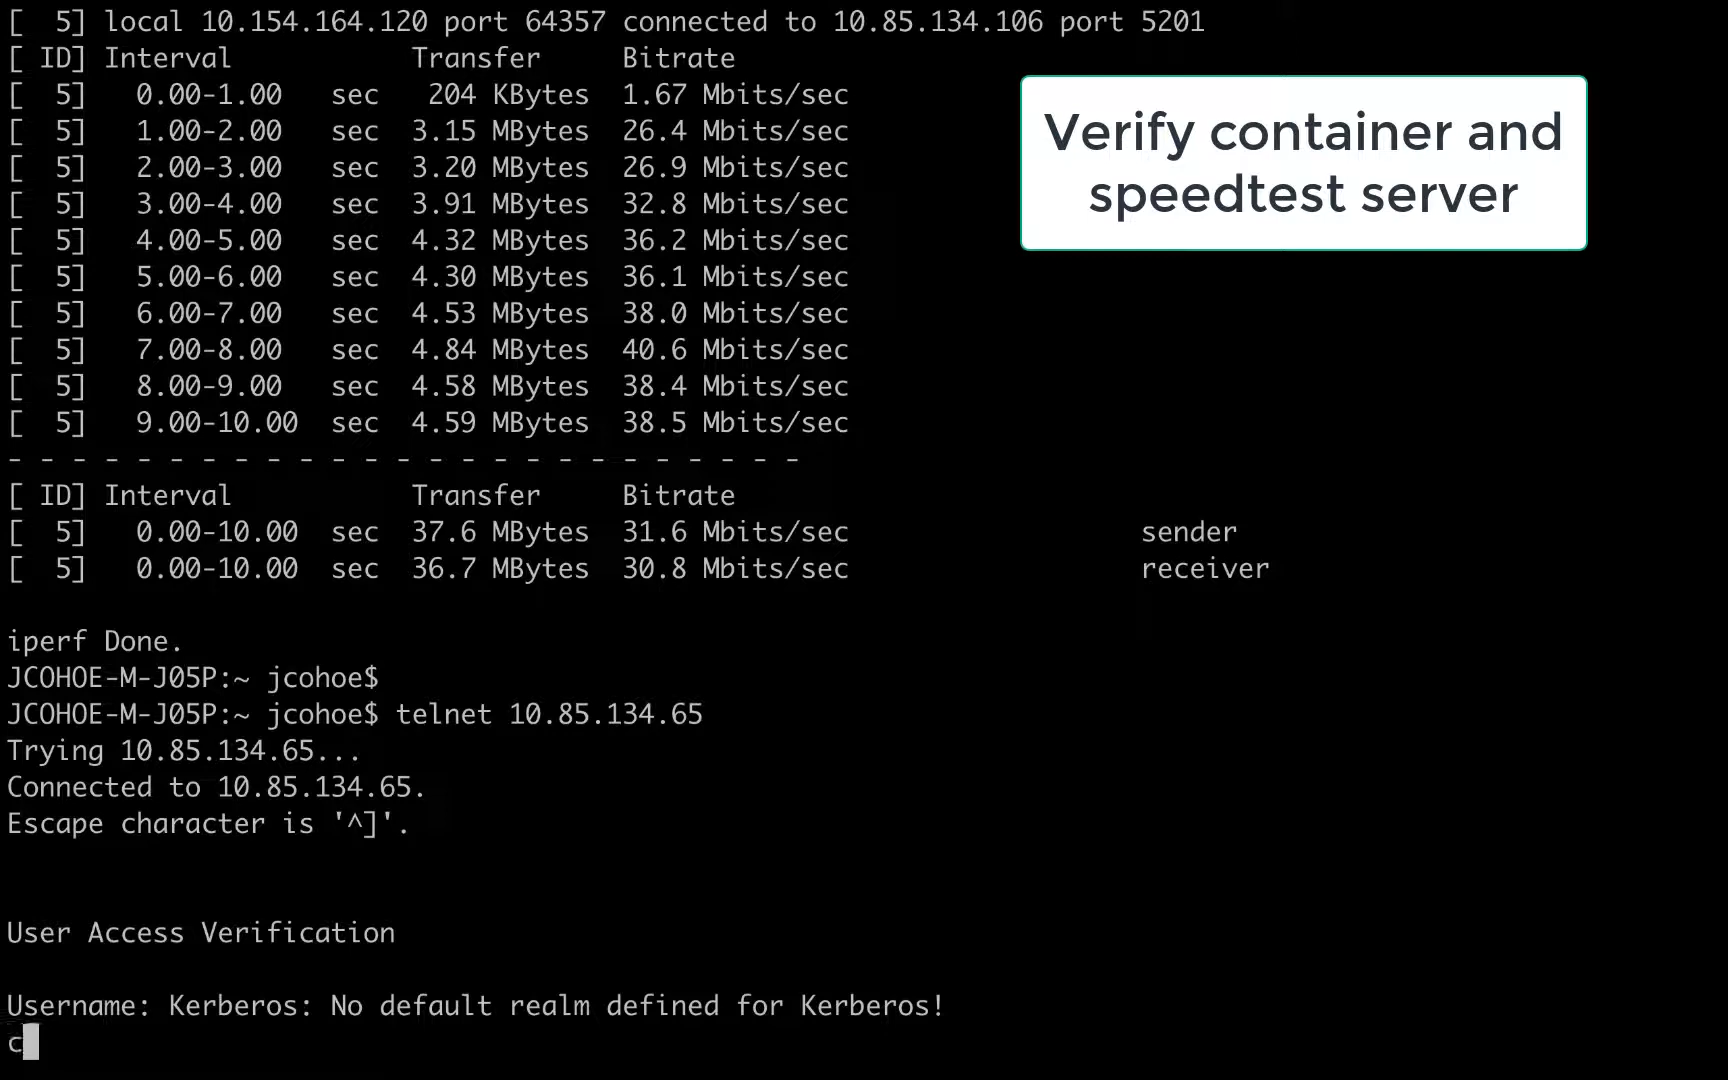 [  5] local 10.154.164.120 port 64357 connected to 10.85.134.106 port 5201
[ ID] Interval           Transfer     Bitrate
[  5]   0.00-1.00   sec   204 KBytes  1.67 Mbits/sec
[  5]   1.00-2.00   sec  3.15 MBytes  26.4 Mbits/sec
[  5]   2.00-3.00   sec  3.20 MBytes  26.9 Mbits/sec
[  5]   3.00-4.00   sec  3.91 MBytes  32.8 Mbits/sec
[  5]   4.00-5.00   sec  4.32 MBytes  36.2 Mbits/sec
[  5]   5.00-6.00   sec  4.30 MBytes  36.1 Mbits/sec
[  5]   6.00-7.00   sec  4.53 MBytes  38.0 Mbits/sec
[  5]   7.00-8.00   sec  4.84 MBytes  40.6 Mbits/sec
[  5]   8.00-9.00   sec  4.58 MBytes  38.4 Mbits/sec
[  5]   9.00-10.00  sec  4.59 MBytes  38.5 Mbits/sec
- - - - - - - - - - - - - - - - - - - - - - - - -
[ ID] Interval           Transfer     Bitrate
[  5]   0.00-10.00  sec  37.6 MBytes  31.6 Mbits/sec                  sender
[  5]   0.00-10.00  sec  36.7 MBytes  30.8 Mbits/sec                  receiver
iperf Done.
JCOHOE-M-J05P:~ jcohoe$
JCOHOE-M-J05P:~ jcohoe$ telnet 10.85.134.65
Trying 10.85.134.65...
Connected to 10.85.134.65.
Escape character is '^]'.
User Access Verification
Username: Kerberos: No default realm defined for Kerberos!
c
Verify container and
speedtest server